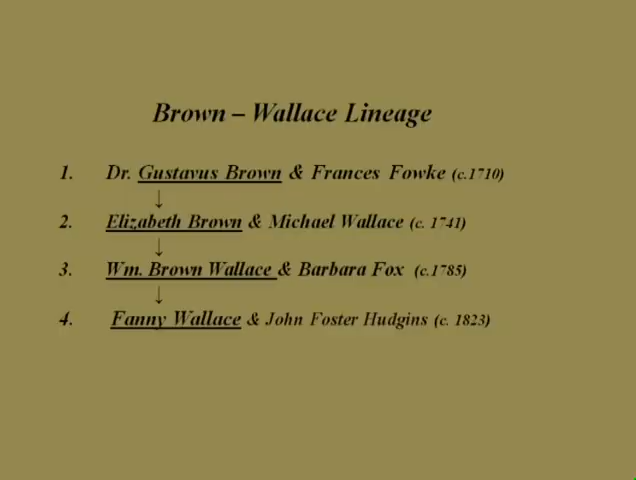 Brown – Wallace Lineage
1. Dr. Gustavus Brown & Frances Fowke (c.1710)
↓
2. Elizabeth Brown & Michael Wallace (c. 1741)
↓
3. Wm. Brown Wallace & Barbara Fox (c.1785)
↓
4. Fanny Wallace & John Foster Hudgins (c. 1823)